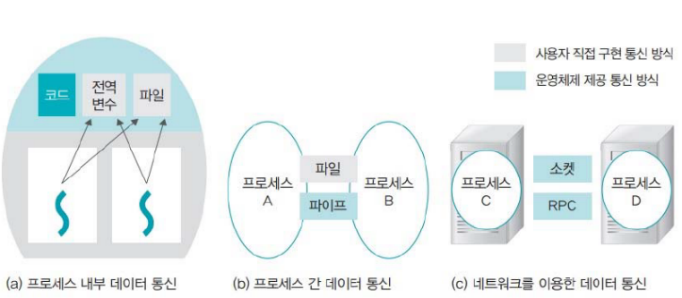 사용자 직접 구현 통신 방식
운영체제 제공 통신 방식
코드
전역
변수
파일
프로세스
A
파일
파이프
프로세스
B
프로세스
C
소켓
RPC
프로세스
D
(a) 프로세스 내부 데이터 통신
(b) 프로세스 간 데이터 통신
(c) 네트워크를 이용한 데이터 통신